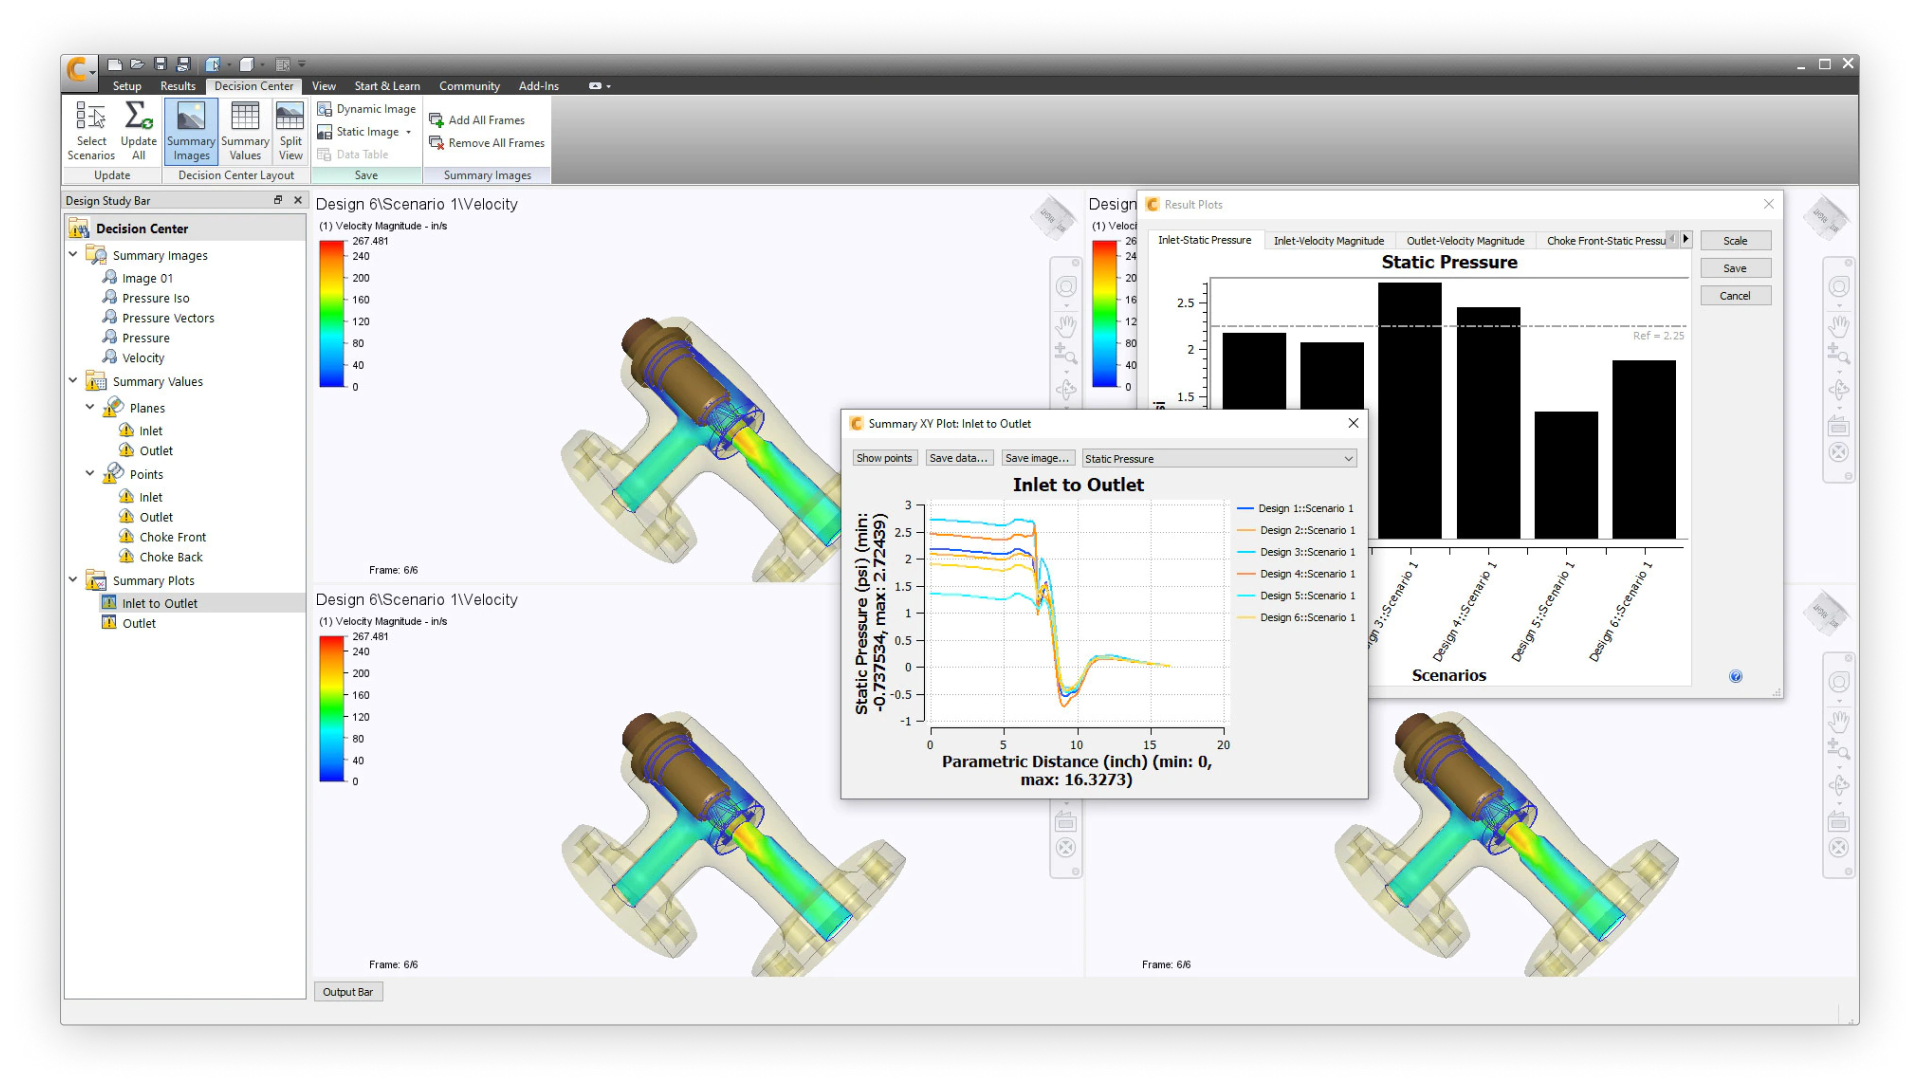 Setup
Results
Decision Center
View
Start & Learn
Community
Add-Ins
Select Scenarios
Update All
Summary Images
Summary Values
Split View
Dynamic Image
Static Image
Data Table
Add All Frames
Remove All Frames
Update
Decision Center Layout
Save
Summary Images
Design Study Bar
Decision Center
Summary Images
Image 01
Pressure Iso
Pressure Vectors
Pressure
Velocity
Summary Values
Planes
Inlet
Outlet
Points
Inlet
Outlet
Choke Front
Choke Back
Summary Plots
Inlet to Outlet
Outlet
Design 6\Scenario 1\Velocity
(1) Velocity Magnitude - in/s
267.481
240
200
160
120
80
40
0
Frame: 6/6
Design
(1) Veloci
26
24
20
16
12
80
40
0
Design 6\Scenario 1\Velocity
(1) Velocity Magnitude - in/s
267.481
240
200
160
120
80
40
0
Frame: 6/6
Frame: 6/6
Output Bar
Result Plots
Inlet-Static Pressure
Inlet-Velocity Magnitude
Outlet-Velocity Magnitude
Choke Front-Static Pressu
Scale
Save
Cancel
Static Pressure
2.5
2
1.5
Ref = 2.25
gn 3::Scenario 1
Design 4::Scenario 1
Design 5::Scenario 1
Design 6::Scenario 1
Scenarios
Summary XY Plot: Inlet to Outlet
Show points
Save data...
Save image...
Static Pressure
Inlet to Outlet
Static Pressure (psi) (min:
-0.737534, max: 2.72439)
3
2.5
2
1.5
1
0.5
0
-0.5
-1
0
5
10
15
20
Parametric Distance (inch) (min: 0,
max: 16.3273)
Design 1::Scenario 1
Design 2::Scenario 1
Design 3::Scenario 1
Design 4::Scenario 1
Design 5::Scenario 1
Design 6::Scenario 1